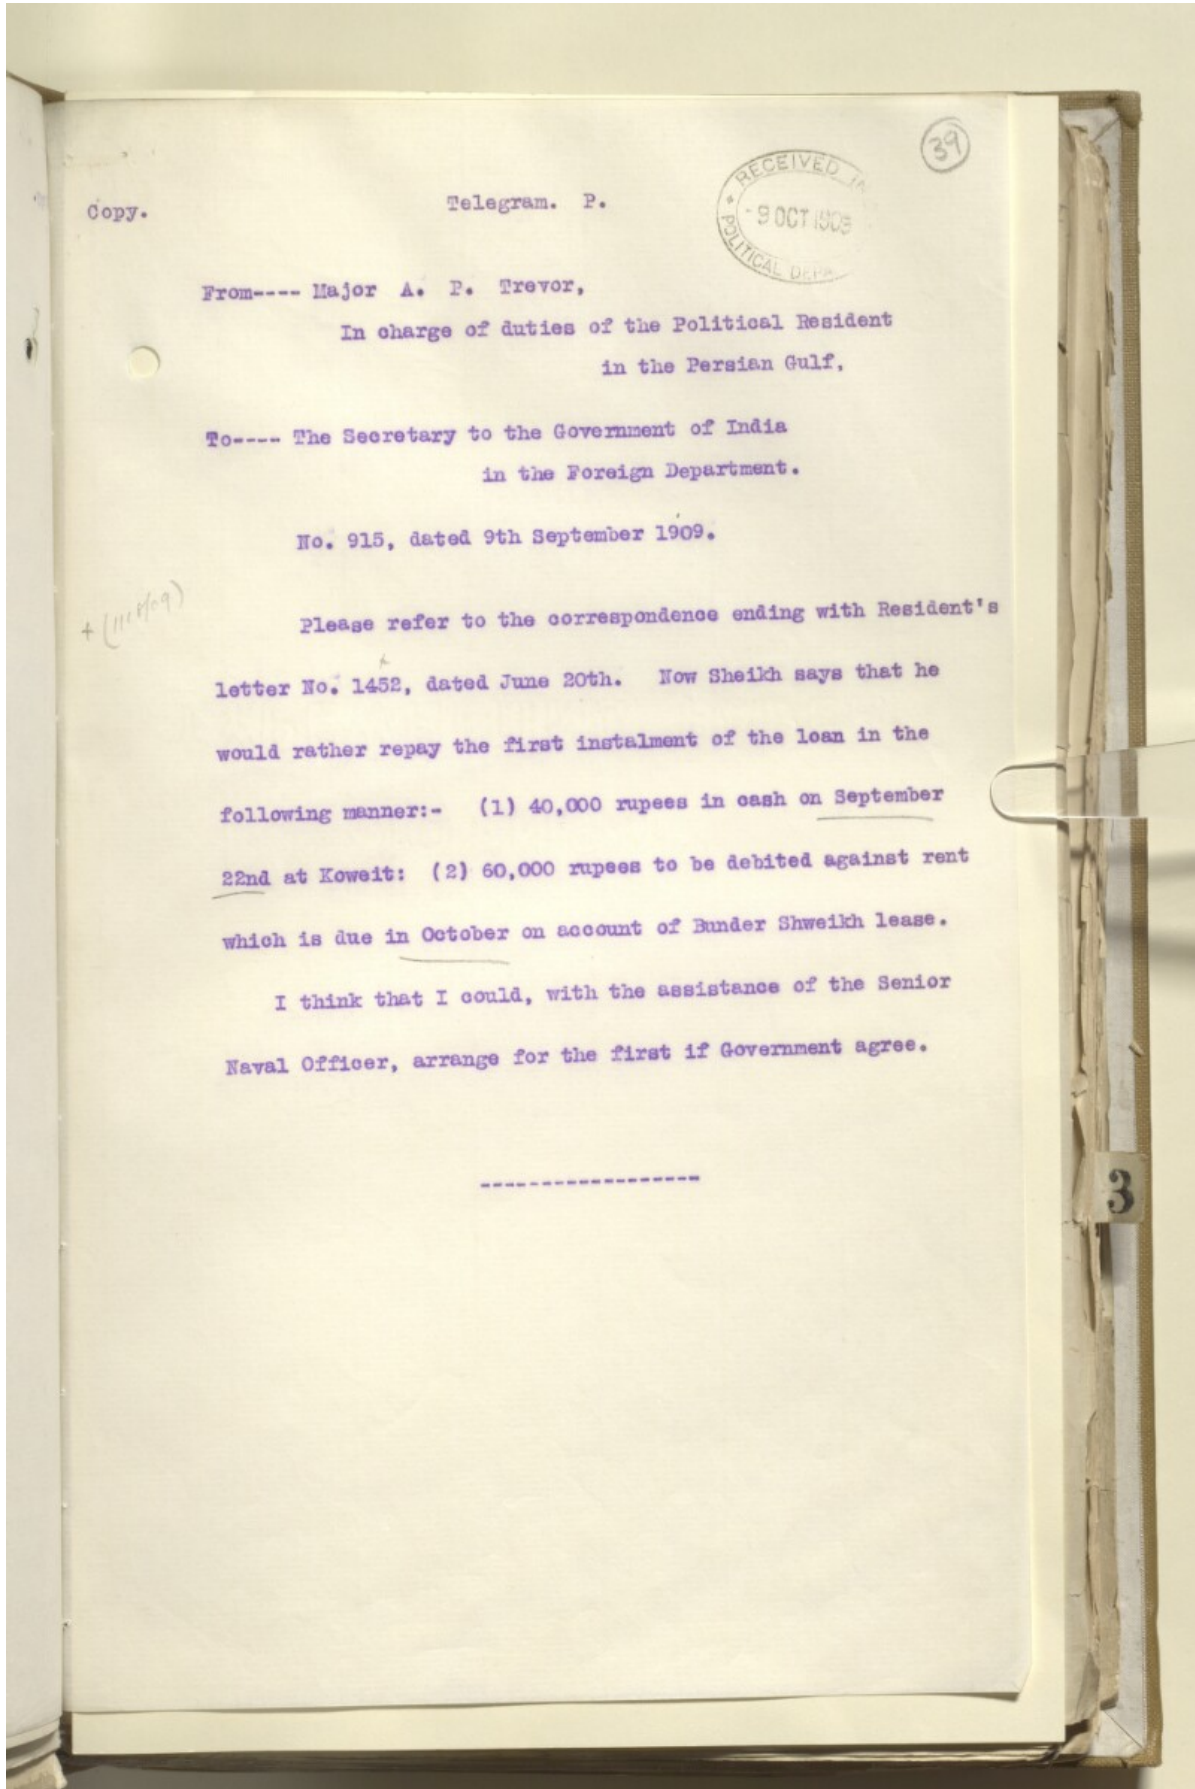 39
RECEIVED IN
Copy.
Telegram. P.
- 9 OCT 1909
POLITICAL DEPA
From---- Major A. P. Trevor,
In charge of duties of the Political Resident
in the Persian Gulf,
To---- The Secretary to the Government of India
in the Foreign Department.
No. 915, dated 9th September 1909.
Please refer to the correspondence ending with Resident's
letter No. 1452, dated June 20th. Now Sheikh says that he
would rather repay the first instalment of the loan in the
following manner:- (1) 40,000 rupees in cash on September
22nd at Koweit: (2) 60,000 rupees to be debited against rent
which is due in October on account of Bunder Shweikh lease.
I think that I could, with the assistance of the Senior
Naval Officer, arrange for the first if Government agree.
------------------
3